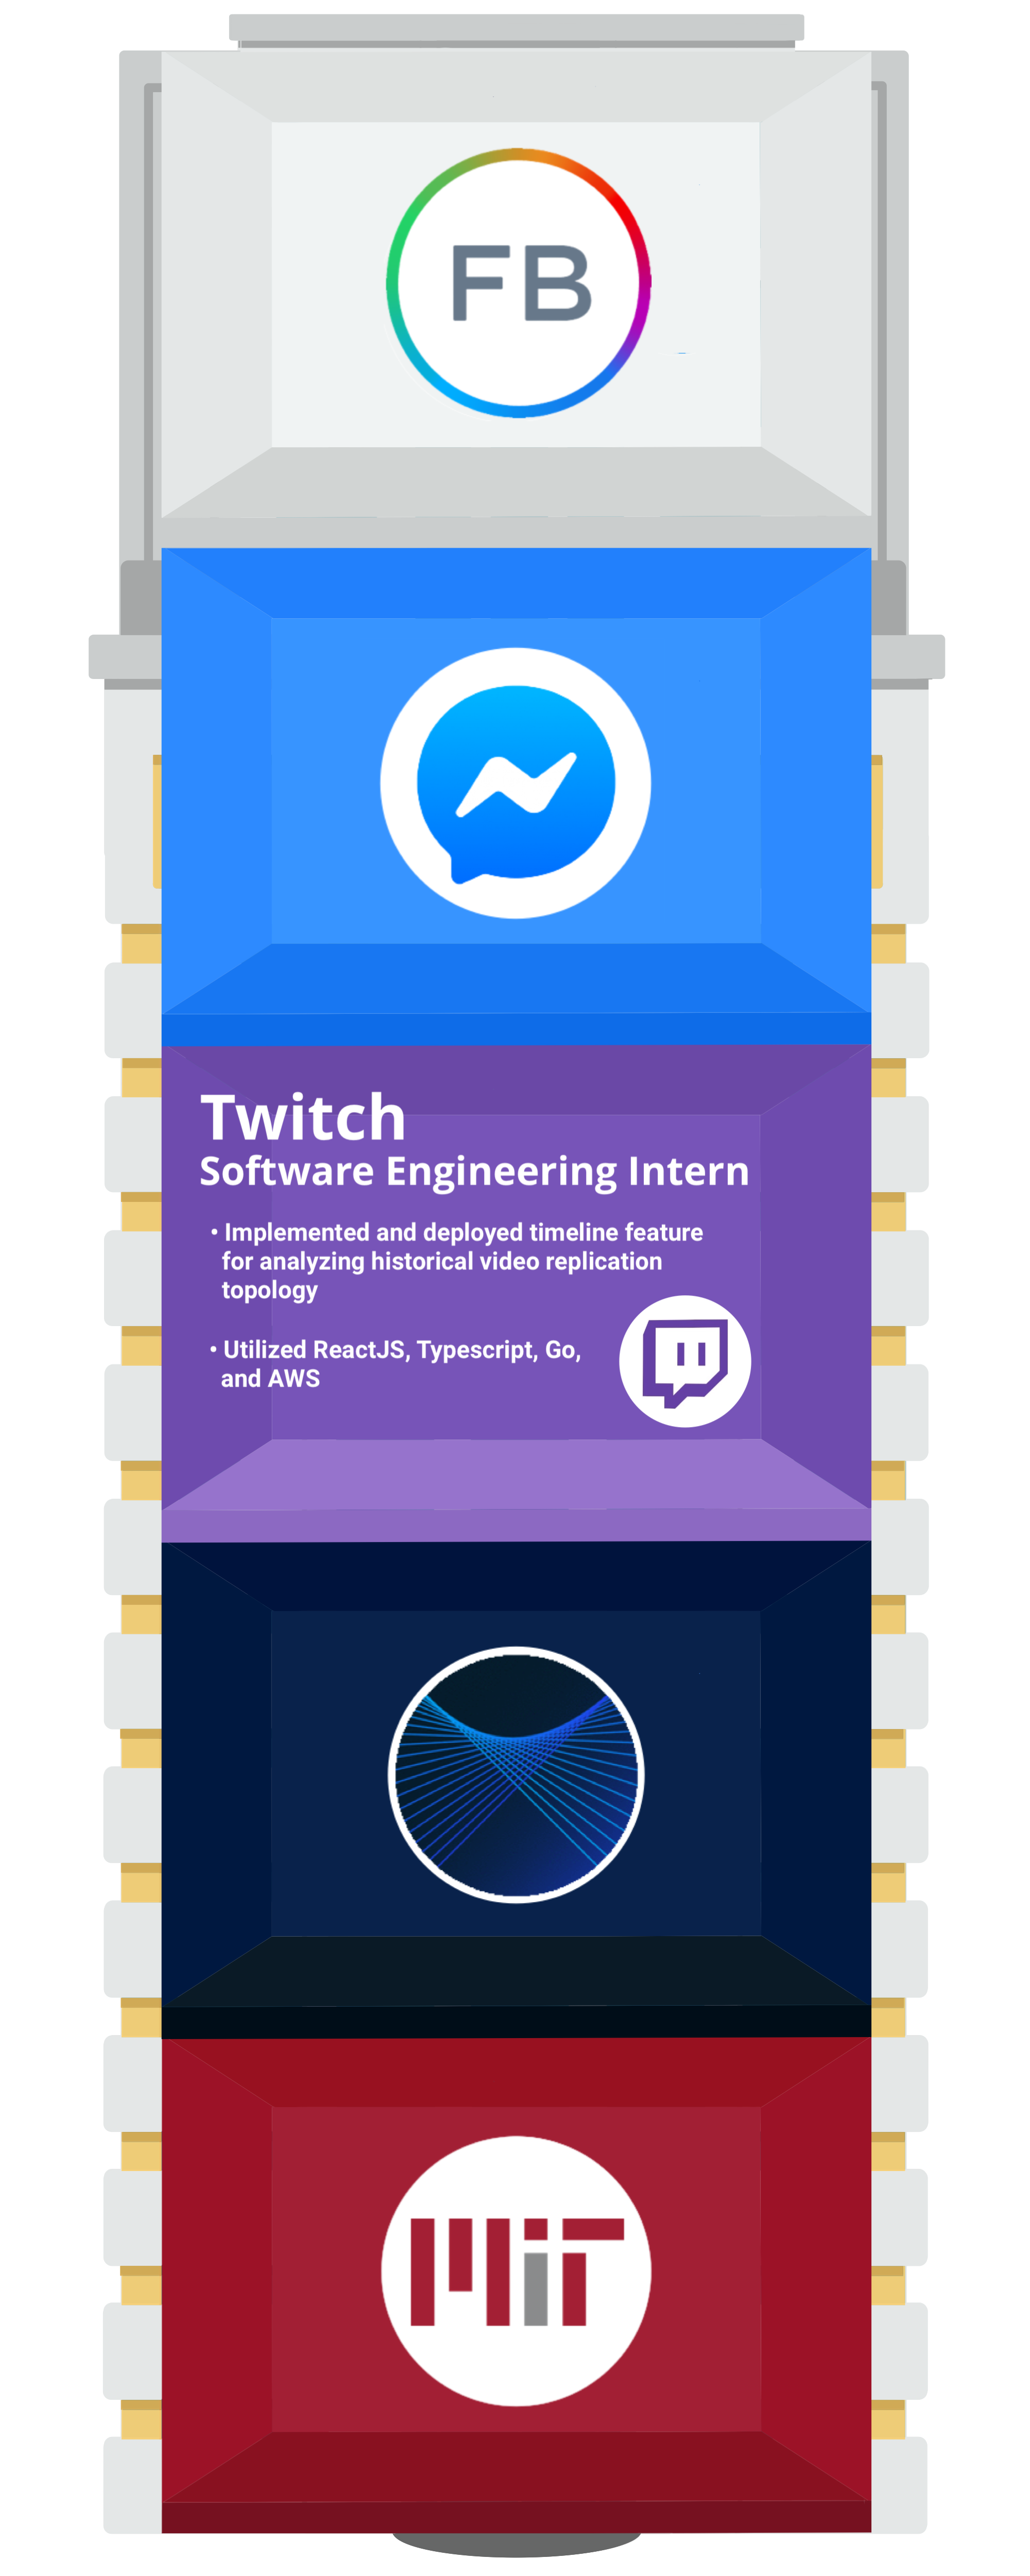 FB
Twitch
Software Engineering Intern
• Implemented and deployed timeline feature
for analyzing historical video replication
topology
• Utilized ReactJS, Typescript, Go,
and AWS
MiT